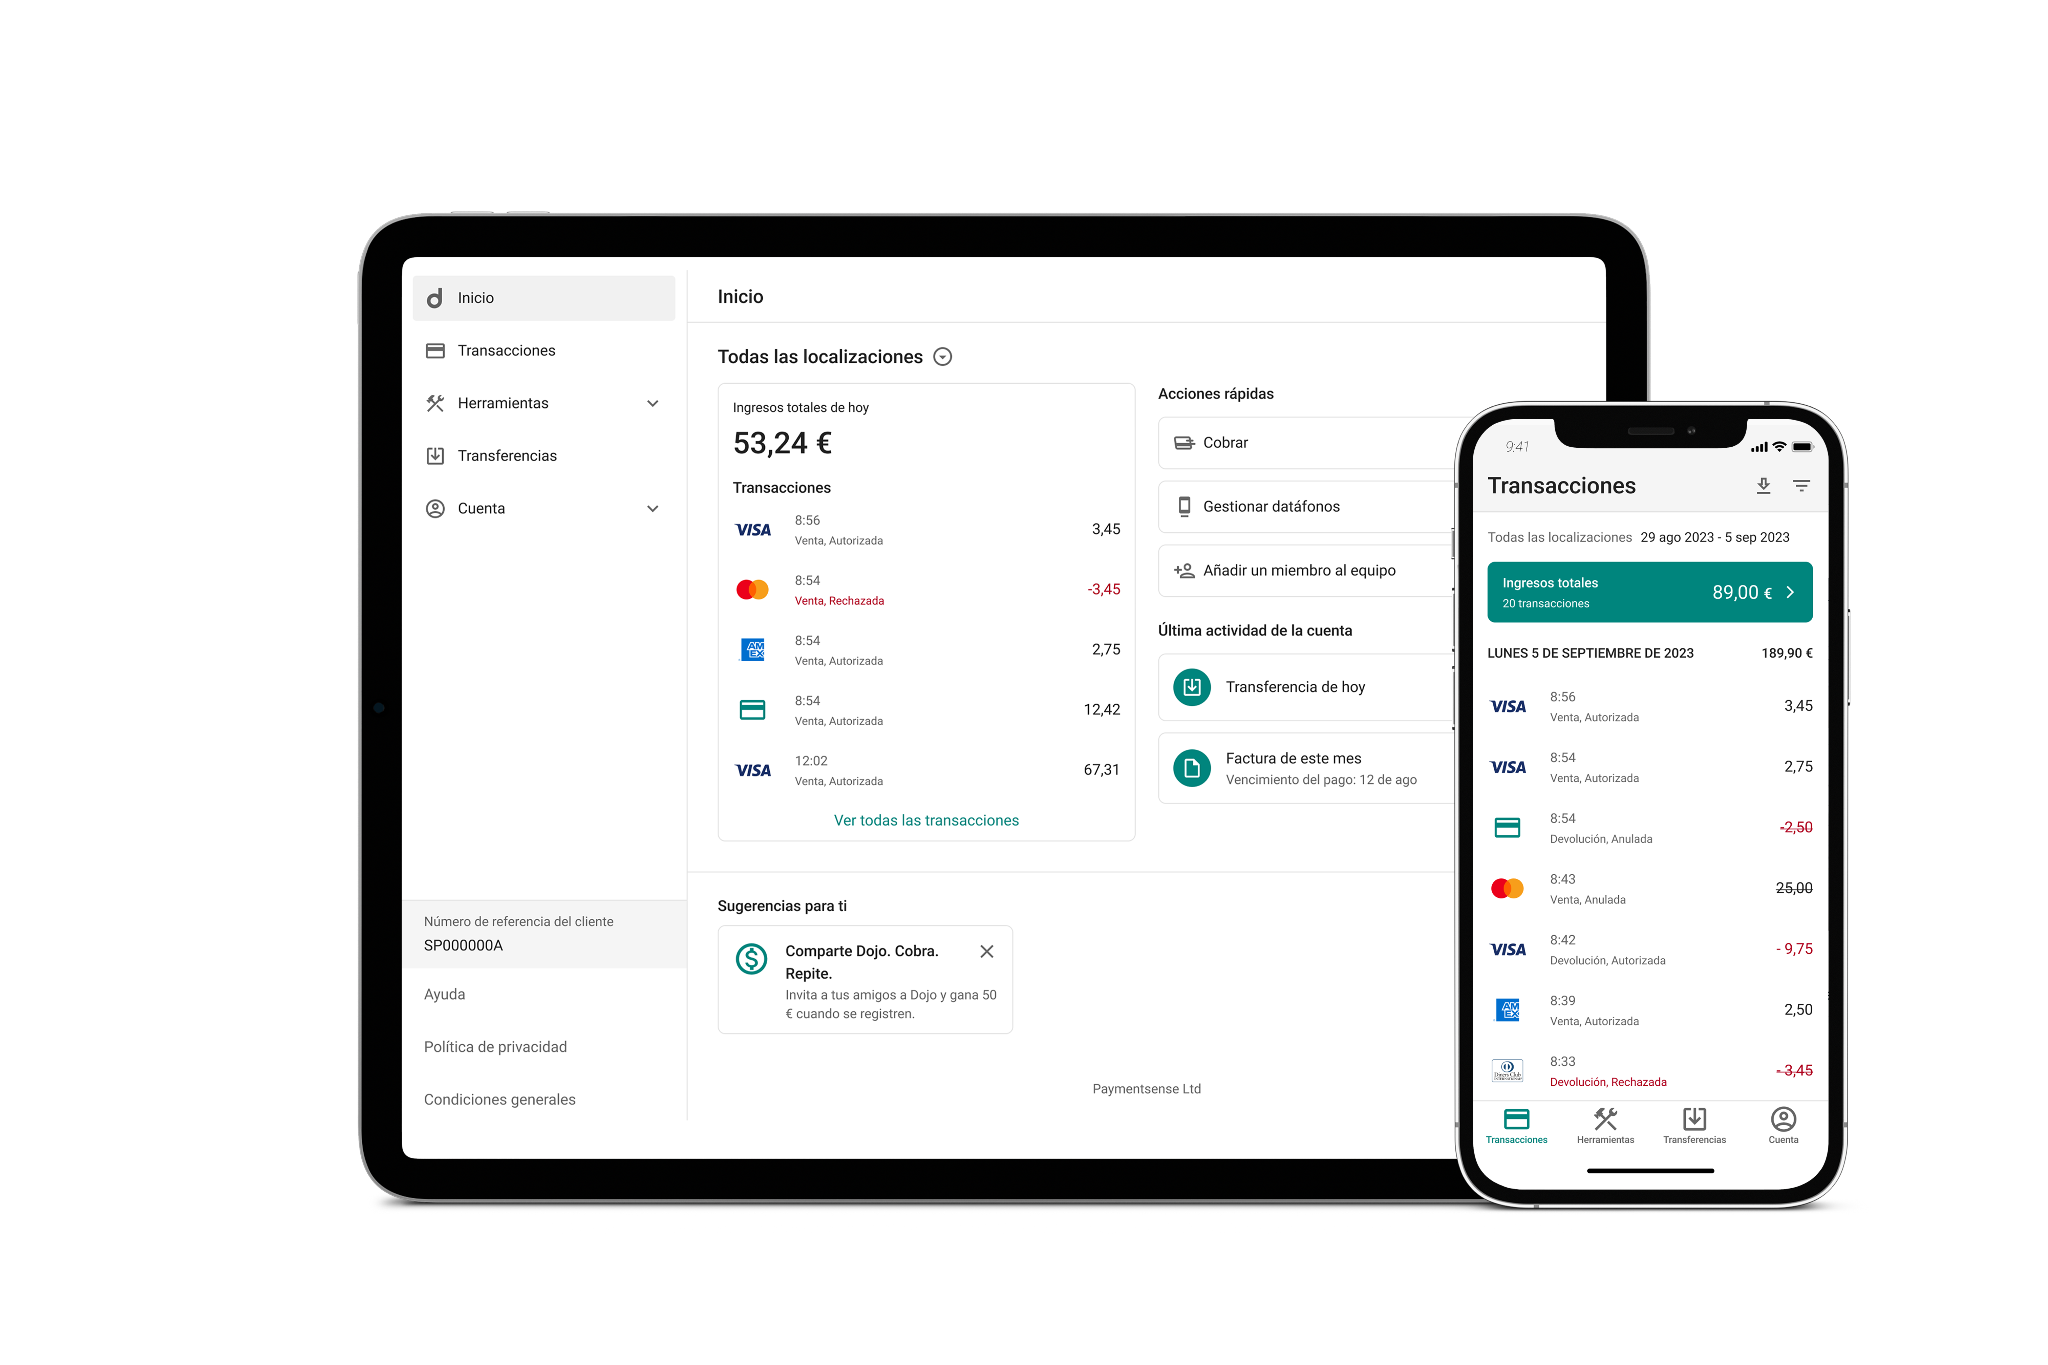 Inicio
Transacciones
Herramientas
Transferencias
Cuenta
Número de referencia del cliente
SP000000A
Ayuda
Política de privacidad
Condiciones generales
Inicio
Todas las localizaciones
Ingresos totales de hoy
53,24 €
Transacciones
VISA 8:56 3,45
Venta, Autorizada
8:54 -3,45
Venta, Rechazada
AMEX 8:54 2,75
Venta, Autorizada
8:54 12,42
Venta, Autorizada
VISA 12:02 67,31
Venta, Autorizada
Ver todas las transacciones
Acciones rápidas
Cobrar
Gestionar datáfonos
Añadir un miembro al equipo
Última actividad de la cuenta
Transferencia de hoy
Factura de este mes
Vencimiento del pago: 12 de ago
Sugerencias para ti
Comparte Dojo. Cobra.
Repite.
Invita a tus amigos a Dojo y gana 50
€ cuando se registren.
Paymentsense Ltd
9:41
Transacciones
Todas las localizaciones 29 ago 2023 - 5 sep 2023
Ingresos totales
20 transacciones
89,00 €
LUNES 5 DE SEPTIEMBRE DE 2023 189,90 €
VISA 8:56 3,45
Venta, Autorizada
VISA 8:54 2,75
Venta, Autorizada
8:54 -2,50
Devolución, Anulada
8:43 25,00
Venta, Anulada
VISA 8:42 - 9,75
Devolución, Autorizada
AMEX 8:39 2,50
Venta, Autorizada
Diners Club
INTERNATIONAL
8:33 - 3,45
Devolución, Rechazada
Transacciones
Herramientas
Transferencias
Cuenta